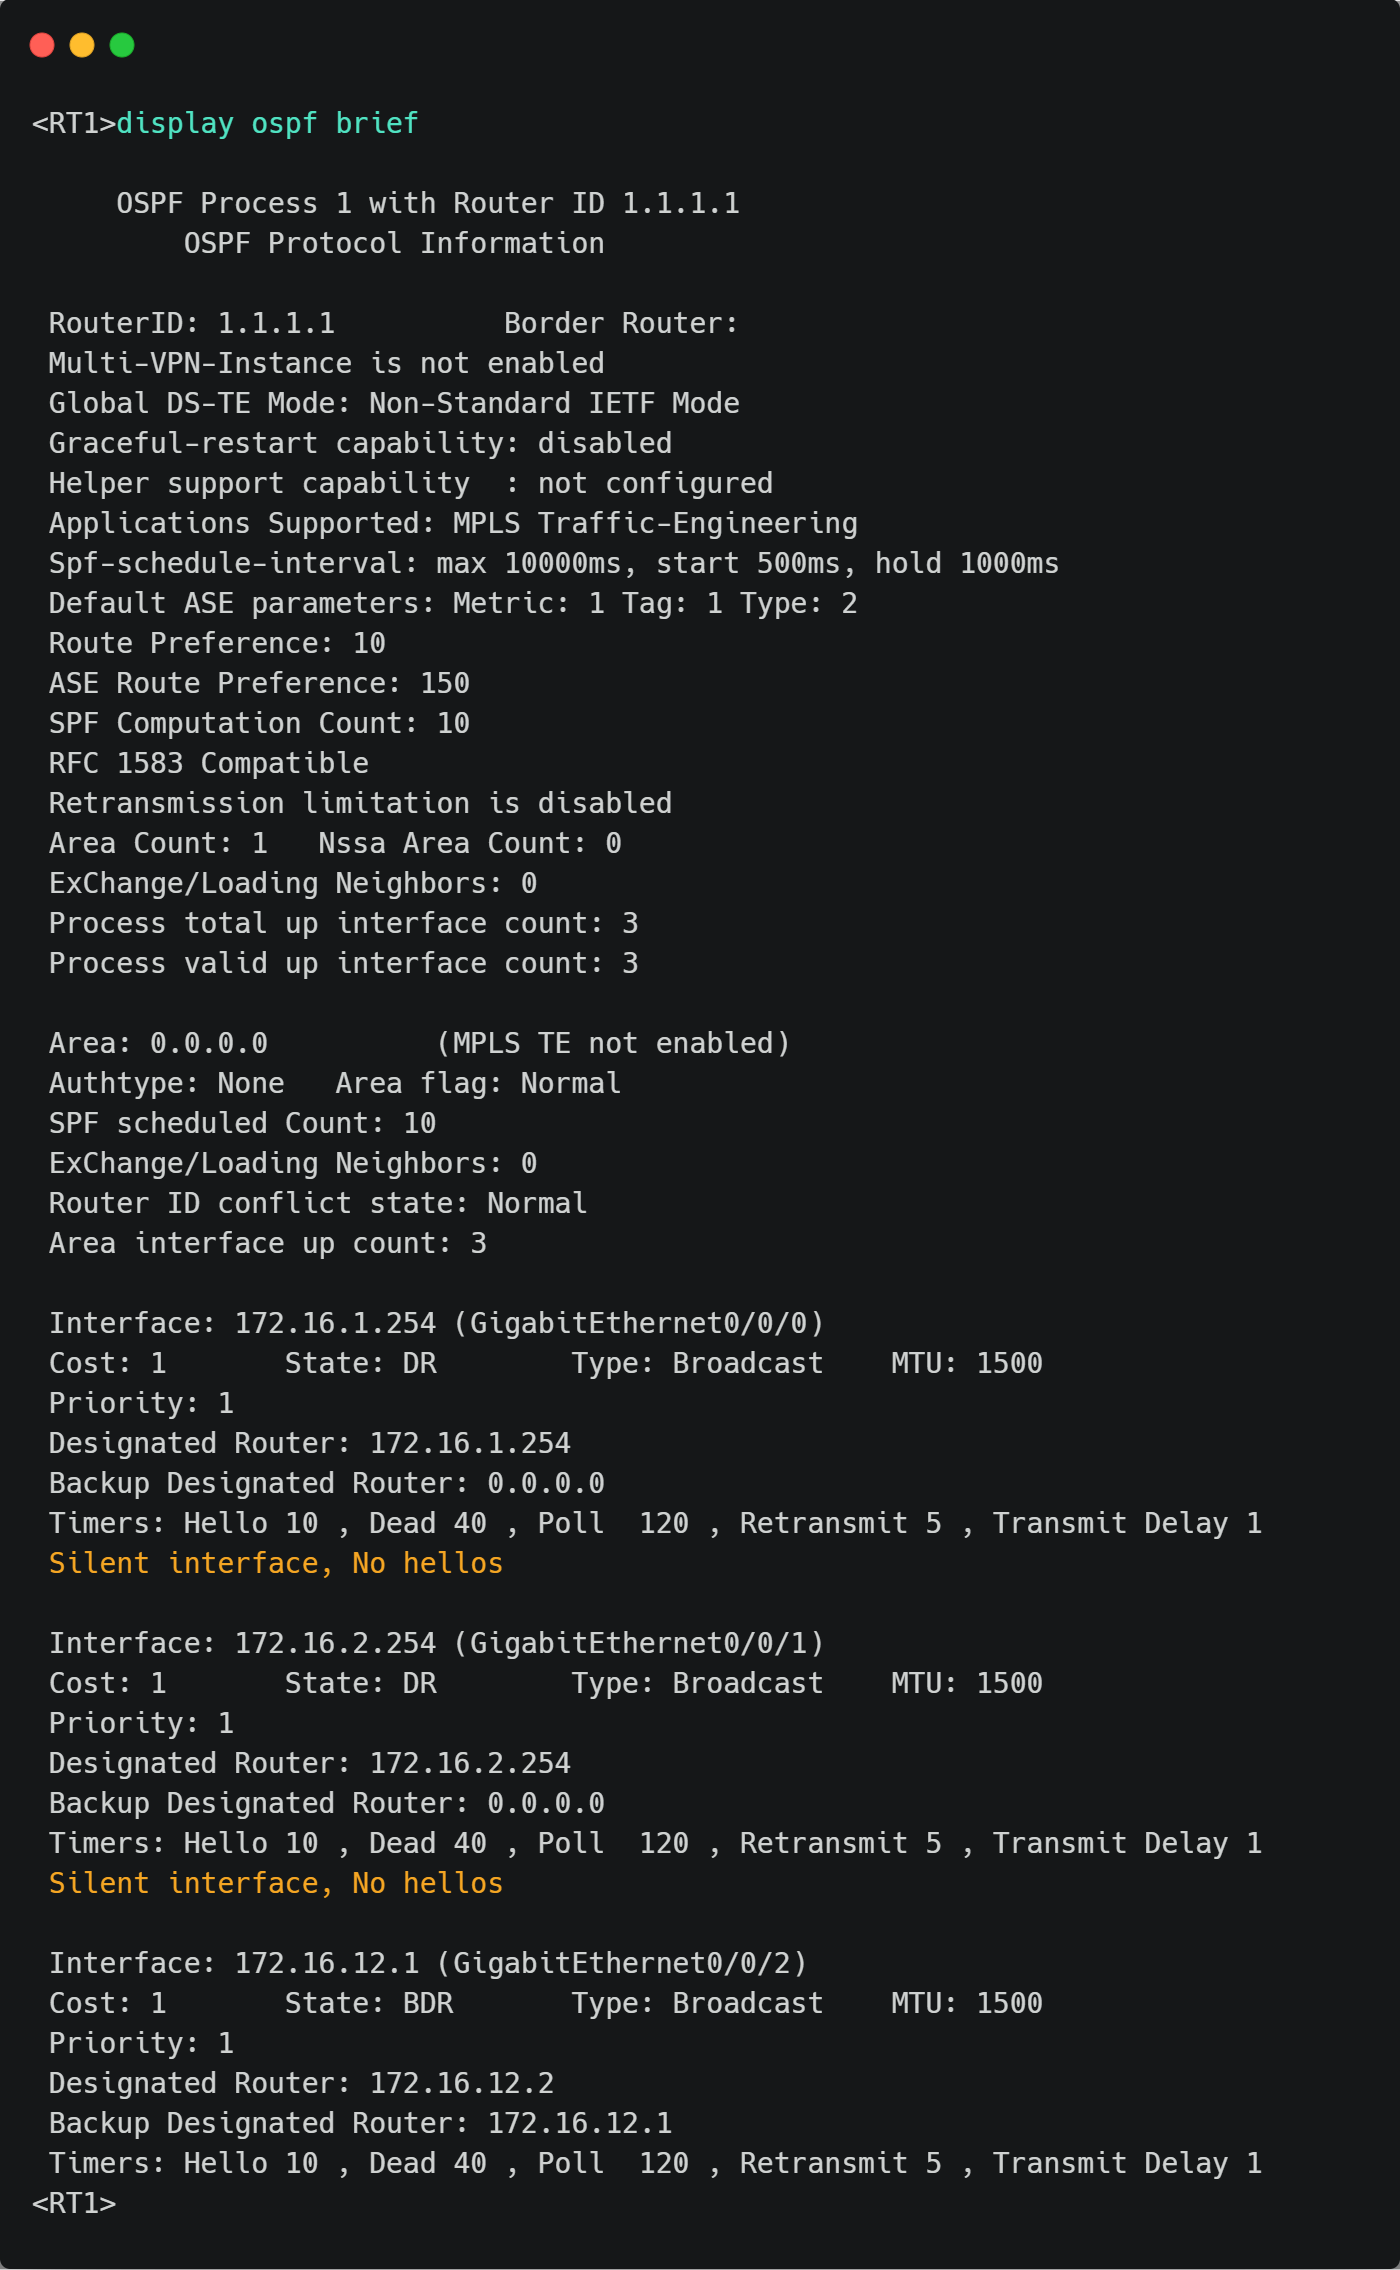 <RT1>display ospf brief
OSPF Process 1 with Router ID 1.1.1.1
OSPF Protocol Information
RouterID: 1.1.1.1          Border Router:
Multi-VPN-Instance is not enabled
Global DS-TE Mode: Non-Standard IETF Mode
Graceful-restart capability: disabled
Helper support capability  : not configured
Applications Supported: MPLS Traffic-Engineering
Spf-schedule-interval: max 10000ms, start 500ms, hold 1000ms
Default ASE parameters: Metric: 1 Tag: 1 Type: 2
Route Preference: 10
ASE Route Preference: 150
SPF Computation Count: 10
RFC 1583 Compatible
Retransmission limitation is disabled
Area Count: 1   Nssa Area Count: 0
ExChange/Loading Neighbors: 0
Process total up interface count: 3
Process valid up interface count: 3
Area: 0.0.0.0          (MPLS TE not enabled)
Authtype: None   Area flag: Normal
SPF scheduled Count: 10
ExChange/Loading Neighbors: 0
Router ID conflict state: Normal
Area interface up count: 3
Interface: 172.16.1.254 (GigabitEthernet0/0/0)
Cost: 1       State: DR        Type: Broadcast    MTU: 1500
Priority: 1
Designated Router: 172.16.1.254
Backup Designated Router: 0.0.0.0
Timers: Hello 10 , Dead 40 , Poll  120 , Retransmit 5 , Transmit Delay 1
Silent interface, No hellos
Interface: 172.16.2.254 (GigabitEthernet0/0/1)
Cost: 1       State: DR        Type: Broadcast    MTU: 1500
Priority: 1
Designated Router: 172.16.2.254
Backup Designated Router: 0.0.0.0
Timers: Hello 10 , Dead 40 , Poll  120 , Retransmit 5 , Transmit Delay 1
Silent interface, No hellos
Interface: 172.16.12.1 (GigabitEthernet0/0/2)
Cost: 1       State: BDR       Type: Broadcast    MTU: 1500
Priority: 1
Designated Router: 172.16.12.2
Backup Designated Router: 172.16.12.1
Timers: Hello 10 , Dead 40 , Poll  120 , Retransmit 5 , Transmit Delay 1
<RT1>